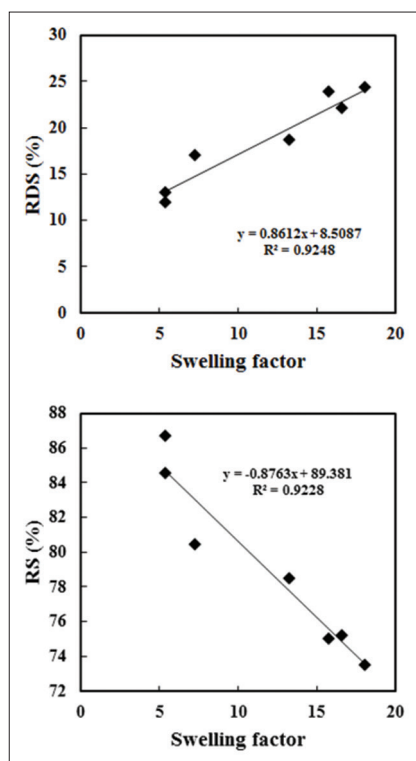 30
25
20
15
10
5
0
RDS (%)
y = 0.8612x + 8.5087
R² = 0.9248
0 5 10 15 20
Swelling factor
88
86
84
82
80
78
76
74
72
RS (%)
y = -0.8763x + 89.381
R² = 0.9228
0 5 10 15 20
Swelling factor